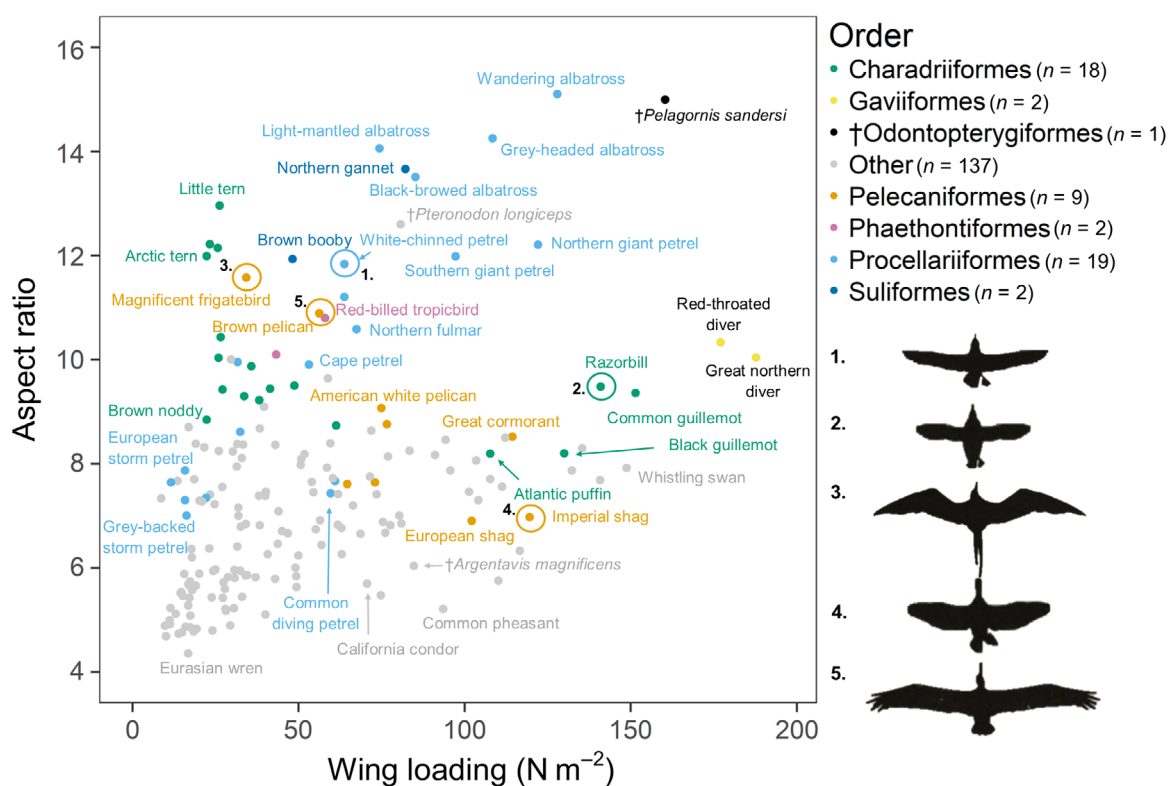 Aspect ratio
16
14
12
10
8
6
4
Wandering albatross
†Pelagornis sandersi
Light-mantled albatross
Grey-headed albatross
Northern gannet
Black-browed albatross
Little tern
†Pteronodon longiceps
Brown booby
White-chinned petrel
Northern giant petrel
Arctic tern
3.
1.
Southern giant petrel
Magnificent frigatebird
5.
Red-billed tropicbird
Red-throated
diver
Brown pelican
Northern fulmar
Cape petrel
Razorbill
Great northern
diver
2.
American white pelican
Brown noddy
Great cormorant
Common guillemot
European
storm petrel
Black guillemot
Whistling swan
Atlantic puffin
4.
Imperial shag
Grey-backed
storm petrel
European shag
†Argentavis magnificens
Common
diving petrel
Common pheasant
California condor
Eurasian wren
0
50
100
150
200
Wing loading (N m−2)
Order
Charadriiformes (n = 18)
Gaviiformes (n = 2)
†Odontopterygiformes (n = 1)
Other (n = 137)
Pelecaniformes (n = 9)
Phaethontiformes (n = 2)
Procellariiformes (n = 19)
Suliformes (n = 2)
1.
2.
3.
4.
5.